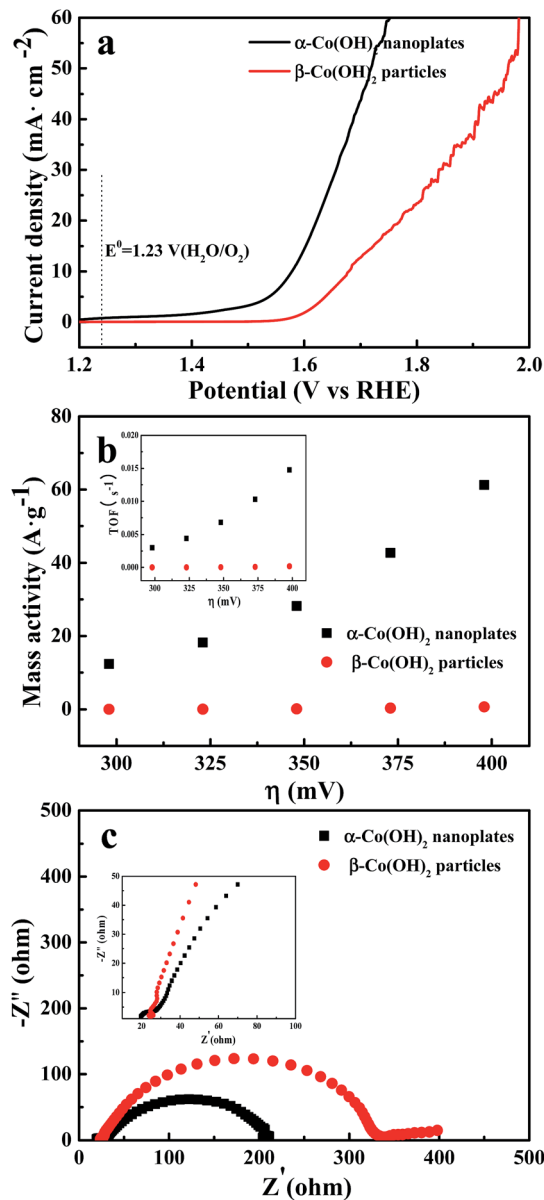 a
α-Co(OH)2 nanoplates
β-Co(OH)2 particles
E0=1.23 V(H2O/O2)
Current density (mA· cm-2)
60
50
40
30
20
10
0
1.2 1.4 1.6 1.8 2.0
Potential (V vs RHE)
b
Mass activity (A·g-1)
80
60
40
20
0
TOF( s-1)
0.020
0.015
0.010
0.005
0.000
300 325 350 375 400
η (mV)
α-Co(OH)2 nanoplates
β-Co(OH)2 particles
300 325 350 375 400
η (mV)
c
α-Co(OH)2 nanoplates
β-Co(OH)2 particles
-Z" (ohm)
500
400
300
200
100
0
-Z" (ohm)
50
40
30
20
10
20 40 60 80 100
Z'(ohm)
0 100 200 300 400 500
Z'(ohm)